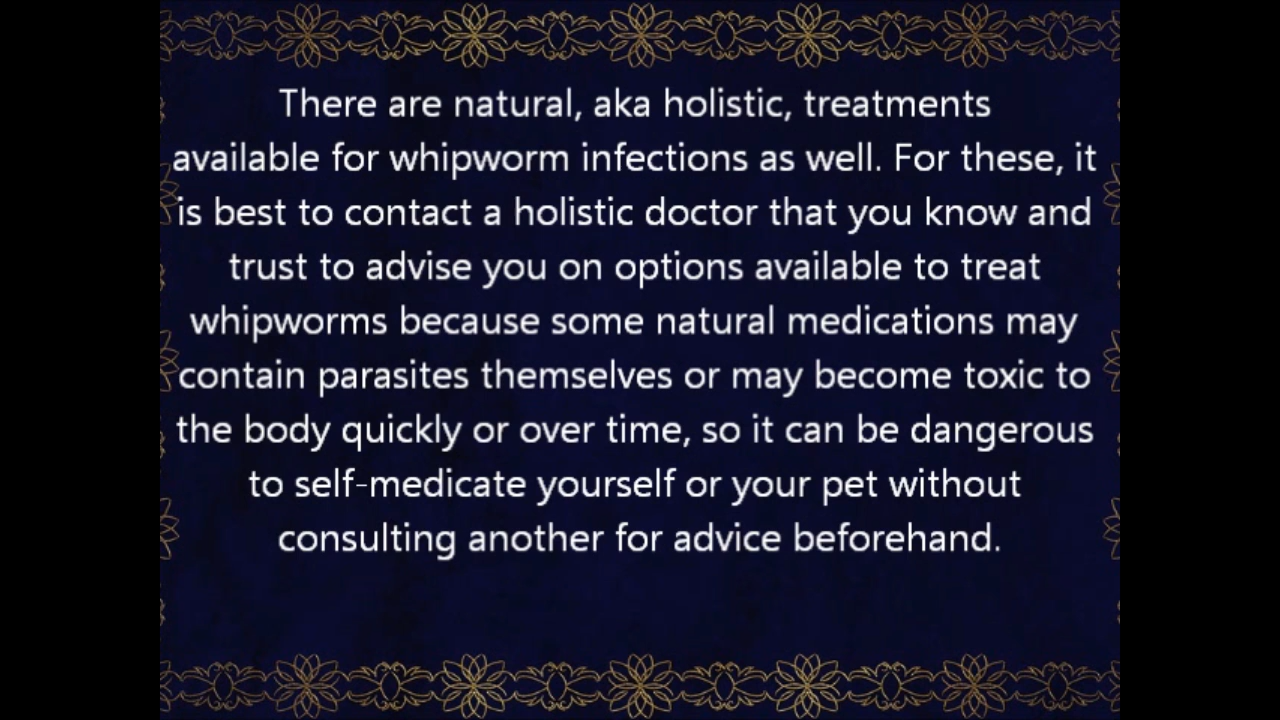 There are natural, aka holistic, treatments
available for whipworm infections as well. For these, it
is best to contact a holistic doctor that you know and
trust to advise you on options available to treat
whipworms because some natural medications may
contain parasites themselves or may become toxic to
the body quickly or over time, so it can be dangerous
to self-medicate yourself or your pet without
consulting another for advice beforehand.